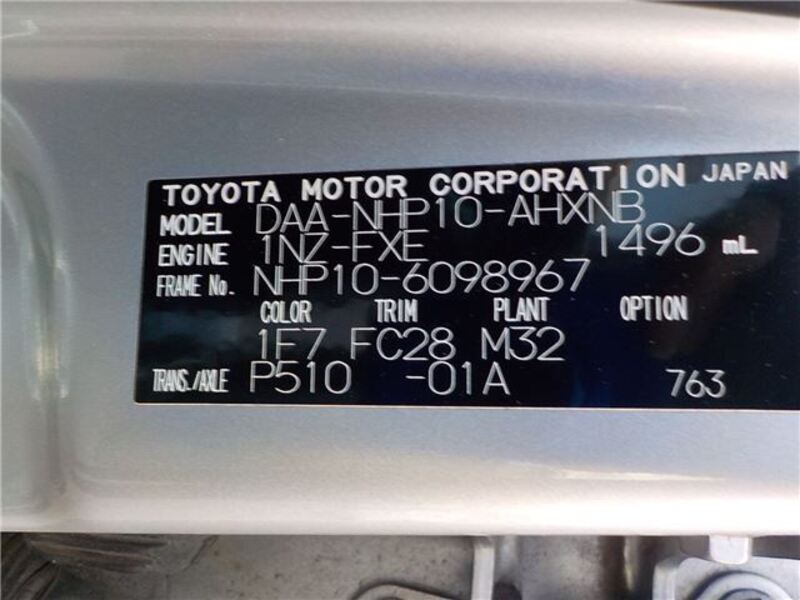 TOYOTA MOTOR CORPORATION JAPAN
MODEL DAA-NHP10-AHXNB
ENGINE 1NZ-FXE 1496 mL
FRAME No. NHP10-6098967
COLOR TRIM PLANT OPTION
1F7 FC28 M32
TRANS./AXLE P510 -01A 763